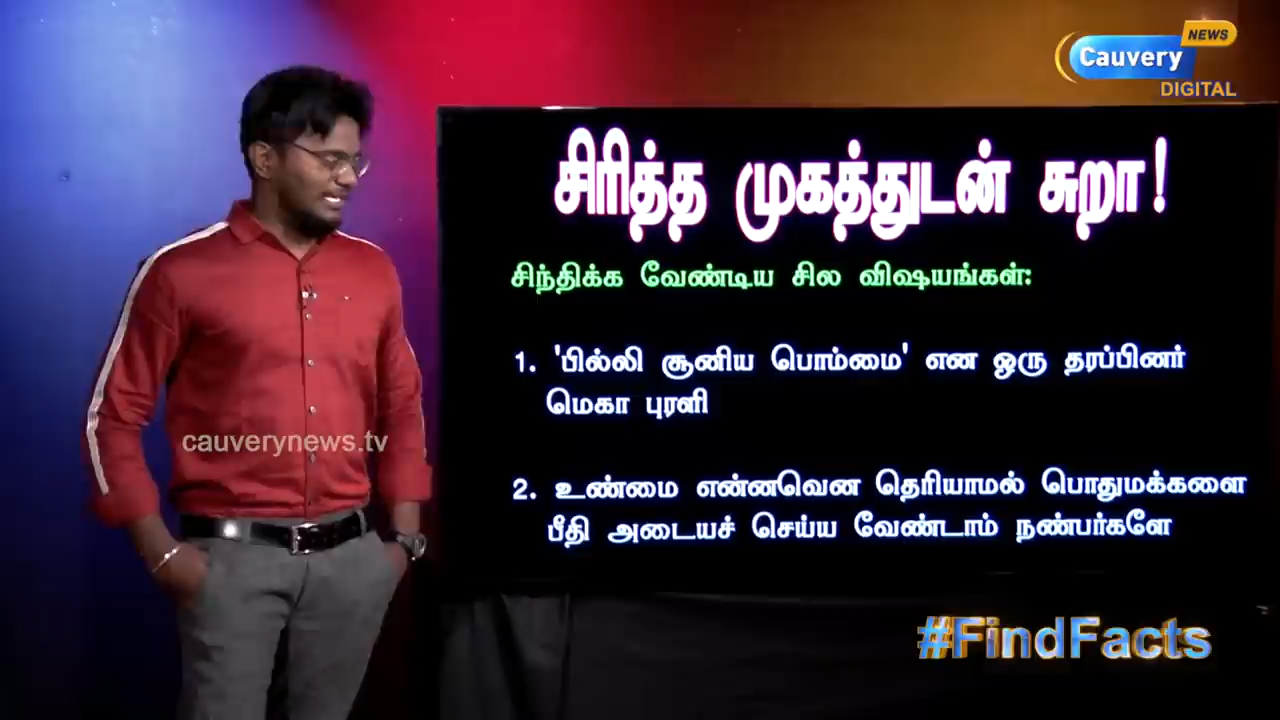 Cauvery NEWS
DIGITAL
சிரித்த முகத்துடன் சுறா!
சிந்திக்க வேண்டிய சில விஷயங்கள்:
1. 'பில்லி சூனிய பொம்மை' என ஒரு தரப்பினர்
மெகா புரளி
cauverynews.tv
2. உண்மை என்னவென தெரியாமல் பொதுமக்களை
பீதி அடையச் செய்ய வேண்டாம் நண்பர்களே
#FindFacts